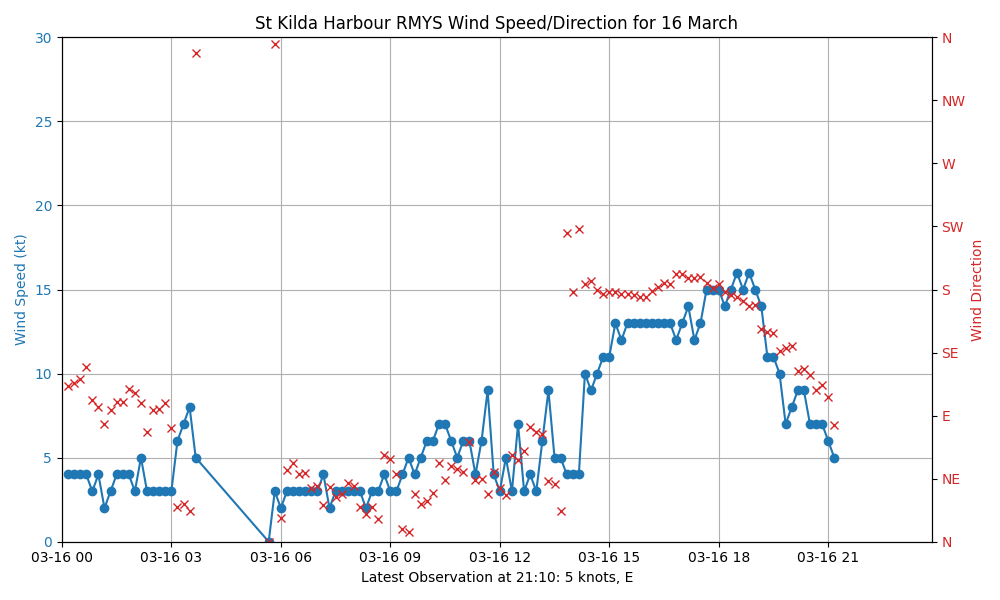 St Kilda Harbour RMYS Wind Speed/Direction for 16 March
30
25
20
15
10
5
0
Wind Speed (kt)
N
NW
W
SW
S
SE
E
NE
N
Wind Direction
03-16 00 03-16 03 03-16 06 03-16 09 03-16 12 03-16 15 03-16 18 03-16 21
Latest Observation at 21:10: 5 knots, E